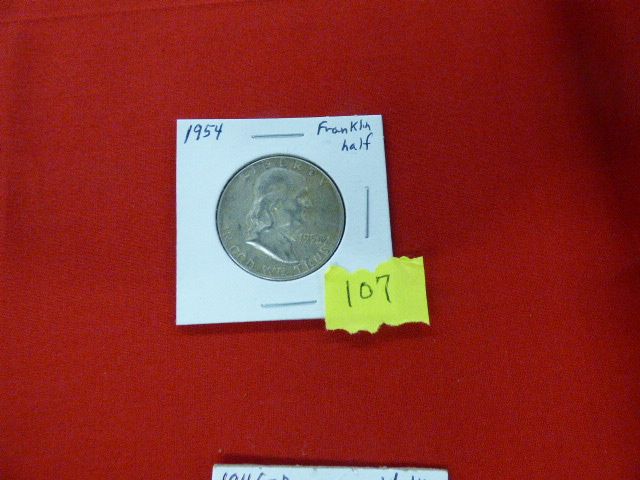 1954
Franklin
half
LIBERTY
1954
IN GOD WE TRUST
107